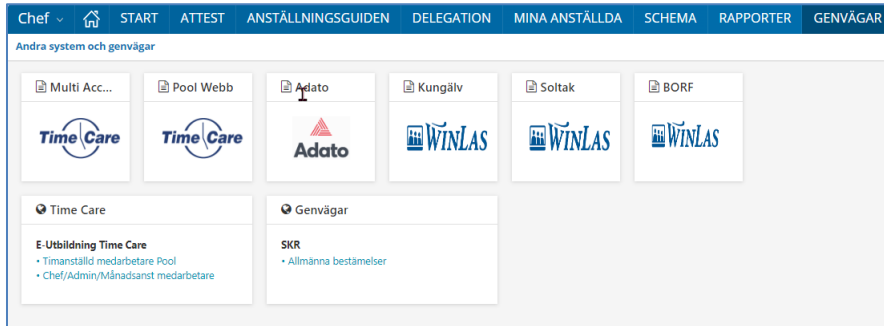 Chef START ATTEST ANSTÄLLNINGSGUIDEN DELEGATION MINA ANSTÄLLDA SCHEMA RAPPORTER GENVÄGAR
Andra system och genvägar
Multi Acc... Pool Webb Adato Kungälv Soltak BORF
Time Care Time Care Adato WINLAS WINLAS WINLAS
Time Care Genvägar
E-Utbildning Time Care SKR
• Timanställd medarbetare Pool • Allmänna bestämelser
• Chef/Admin/Månadsanst medarbetare